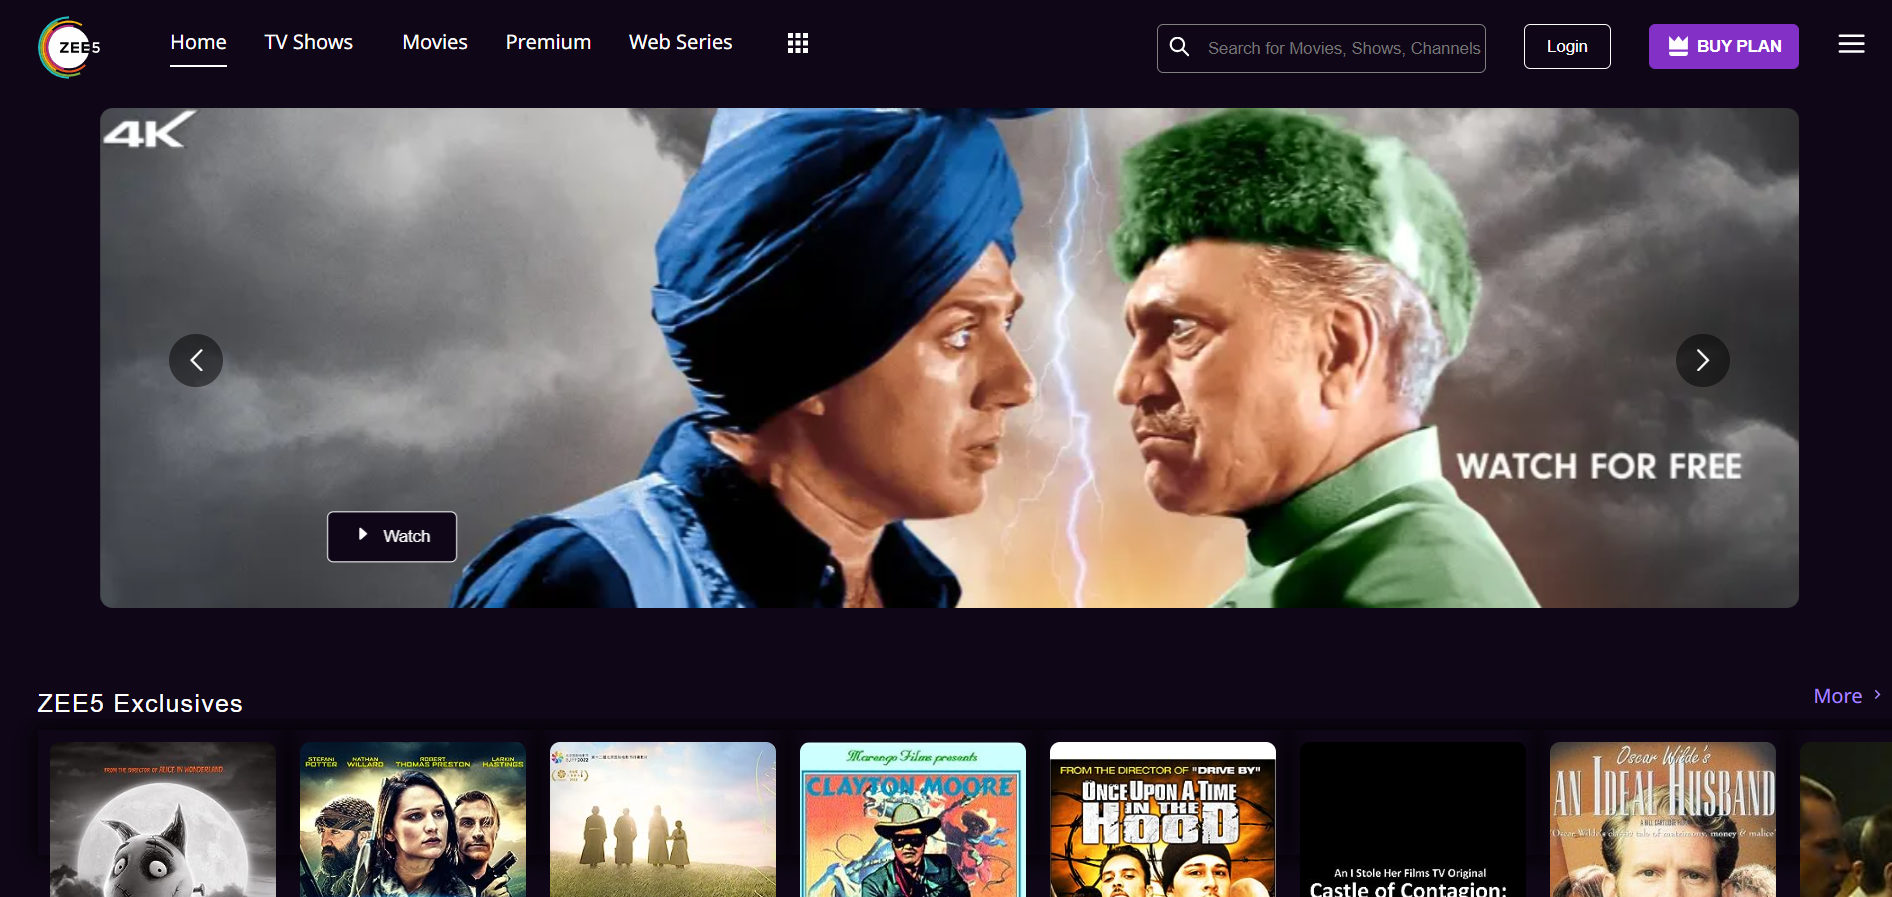 ZEE5
Home
TV Shows
Movies
Premium
Web Series
Search for Movies, Shows, Channels
Login
BUY PLAN
4K
WATCH FOR FREE
Watch
ZEE5 Exclusives
More
FROM THE DIRECTOR OF ALICE IN WONDERLAND
STEFANI POTTER
NATHAN WILLARD
ROBERT THOMAS PRESTON
LARKIN HASTINGS
Marengo Films presents
CLAYTON MOORE
FROM THE DIRECTOR OF "DRIVE BY"
ONCE UPON A TIME
IN THE
HOOD
An I Stole Her Films TV Original
Castle of Contagion:
Oscar Wilde's
AN IDEAL HUSBAND
'Oscar Wilde's classic tale of matrimony, money & malice'